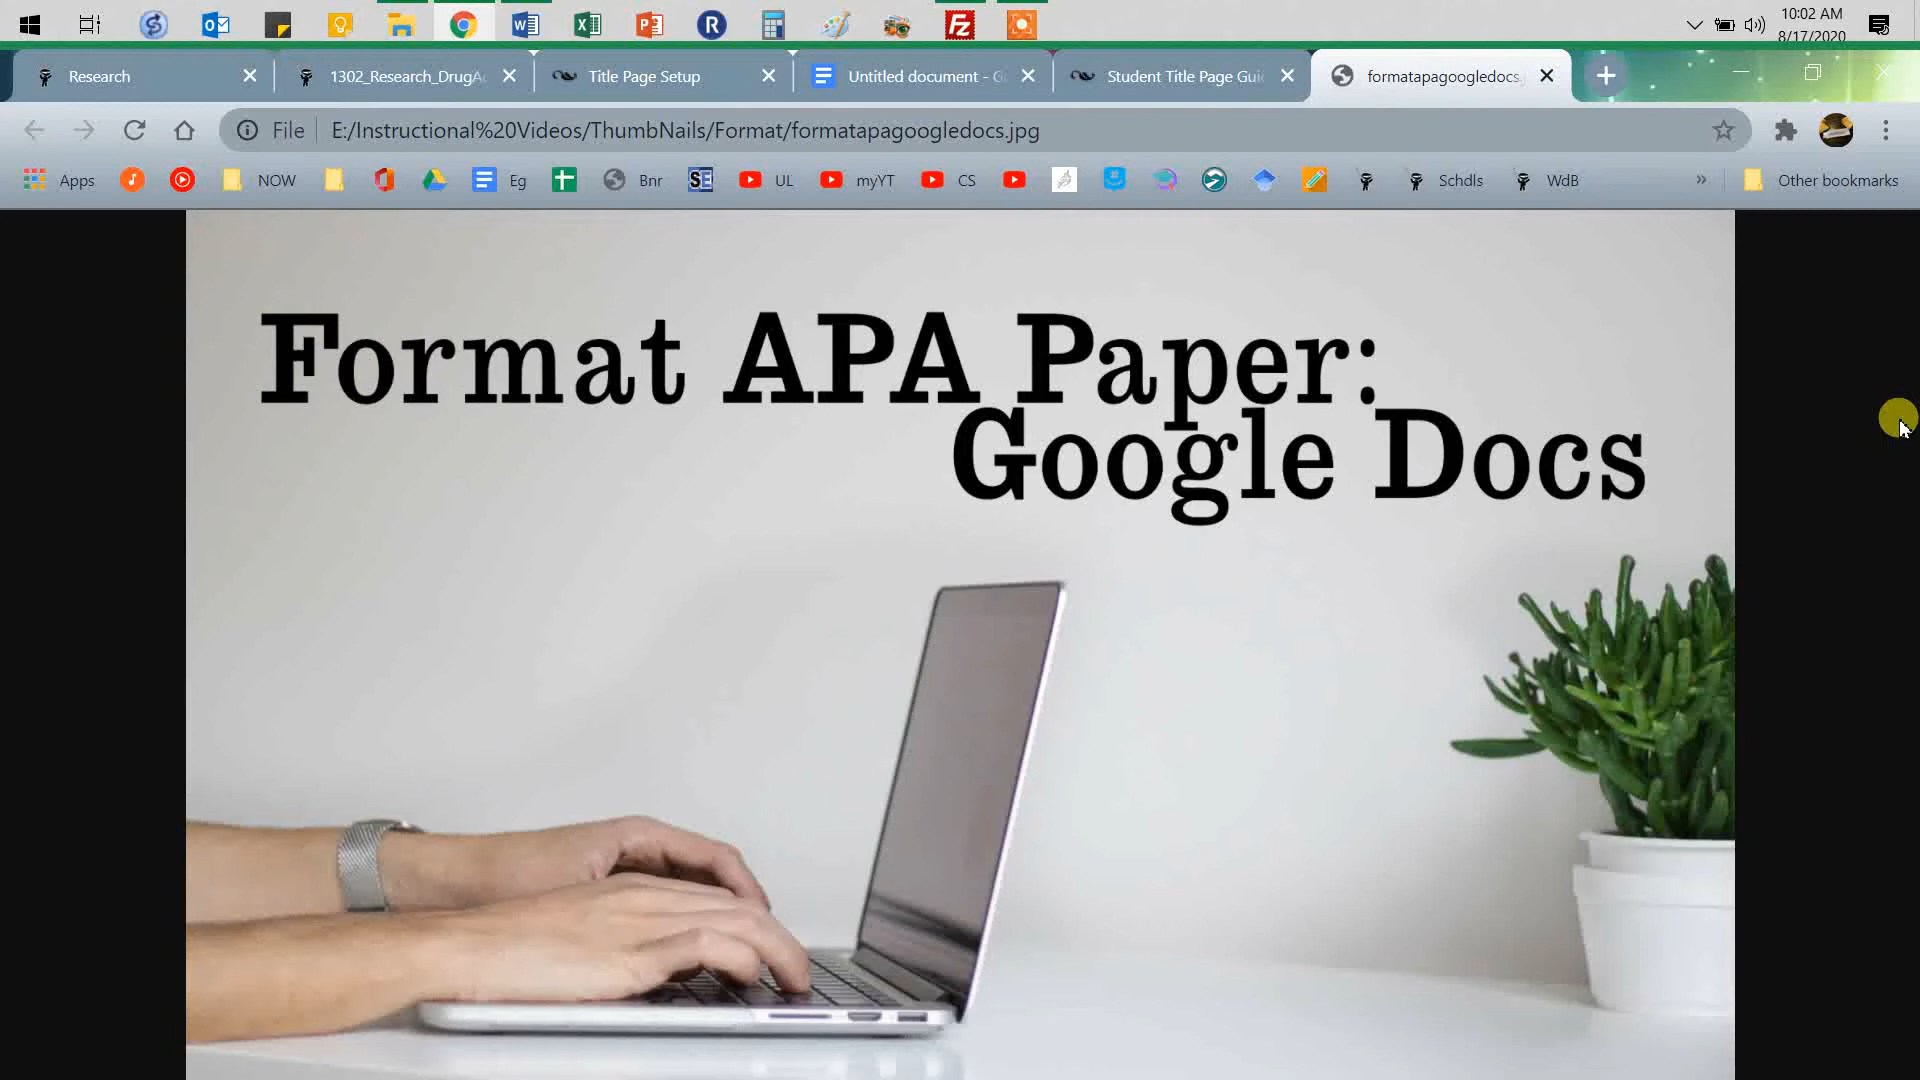 10:02 AM
8/17/2020
Research
1302_Research_DrugA
Title Page Setup
Untitled document - G
Student Title Page Gui
formatapagoogledocs.
File
E:/Instructional%20Videos/ThumbNails/Format/formatapagoogledocs.jpg
Apps
NOW
Eg
Bnr
SE
UL
myYT
CS
Schdls
WdB
»
Other bookmarks
Format APA Paper:
Google Docs